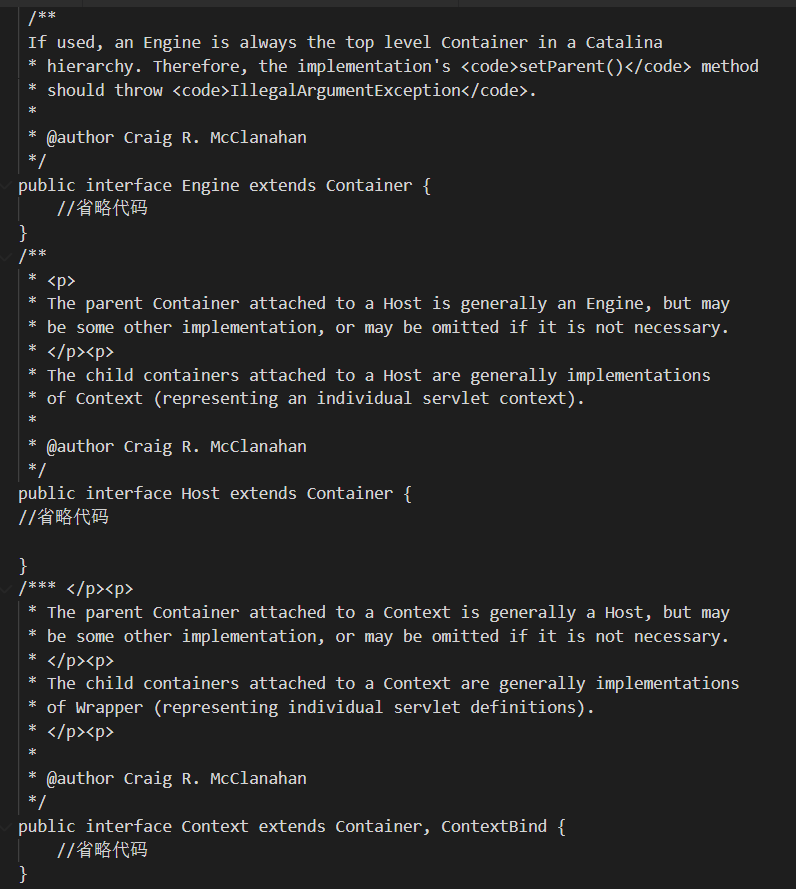 /**
If used, an Engine is always the top level Container in a Catalina
* hierarchy. Therefore, the implementation's <code>setParent()</code> method
* should throw <code>IllegalArgumentException</code>.
*
* @author Craig R. McClanahan
*/
public interface Engine extends Container {
//省略代码
}
/**
* <p>
* The parent Container attached to a Host is generally an Engine, but may
* be some other implementation, or may be omitted if it is not necessary.
* </p><p>
* The child containers attached to a Host are generally implementations
* of Context (representing an individual servlet context).
*
* @author Craig R. McClanahan
*/
public interface Host extends Container {
//省略代码
}
/*** </p><p>
* The parent Container attached to a Context is generally a Host, but may
* be some other implementation, or may be omitted if it is not necessary.
* </p><p>
* The child containers attached to a Context are generally implementations
* of Wrapper (representing individual servlet definitions).
* </p><p>
*
* @author Craig R. McClanahan
*/
public interface Context extends Container, ContextBind {
//省略代码
}